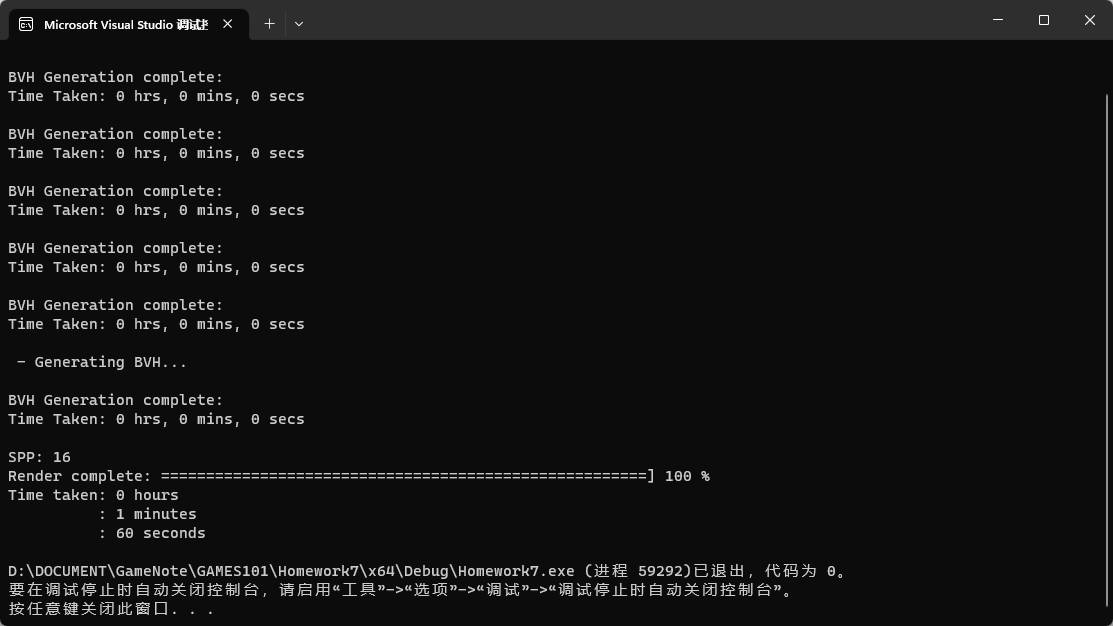 Microsoft Visual Studio 调试
BVH Generation complete:
Time Taken: 0 hrs, 0 mins, 0 secs
BVH Generation complete:
Time Taken: 0 hrs, 0 mins, 0 secs
BVH Generation complete:
Time Taken: 0 hrs, 0 mins, 0 secs
BVH Generation complete:
Time Taken: 0 hrs, 0 mins, 0 secs
BVH Generation complete:
Time Taken: 0 hrs, 0 mins, 0 secs
 - Generating BVH...
BVH Generation complete:
Time Taken: 0 hrs, 0 mins, 0 secs
SPP: 16
Render complete: ======================================================] 100 %
Time taken: 0 hours
          : 1 minutes
          : 60 seconds
D:\DOCUMENT\GameNote\GAMES101\Homework7\x64\Debug\Homework7.exe (进程 59292)已退出，代码为 0。
要在调试停止时自动关闭控制台，请启用“工具”->“选项”->“调试”->“调试停止时自动关闭控制台”。
按任意键关闭此窗口. . .